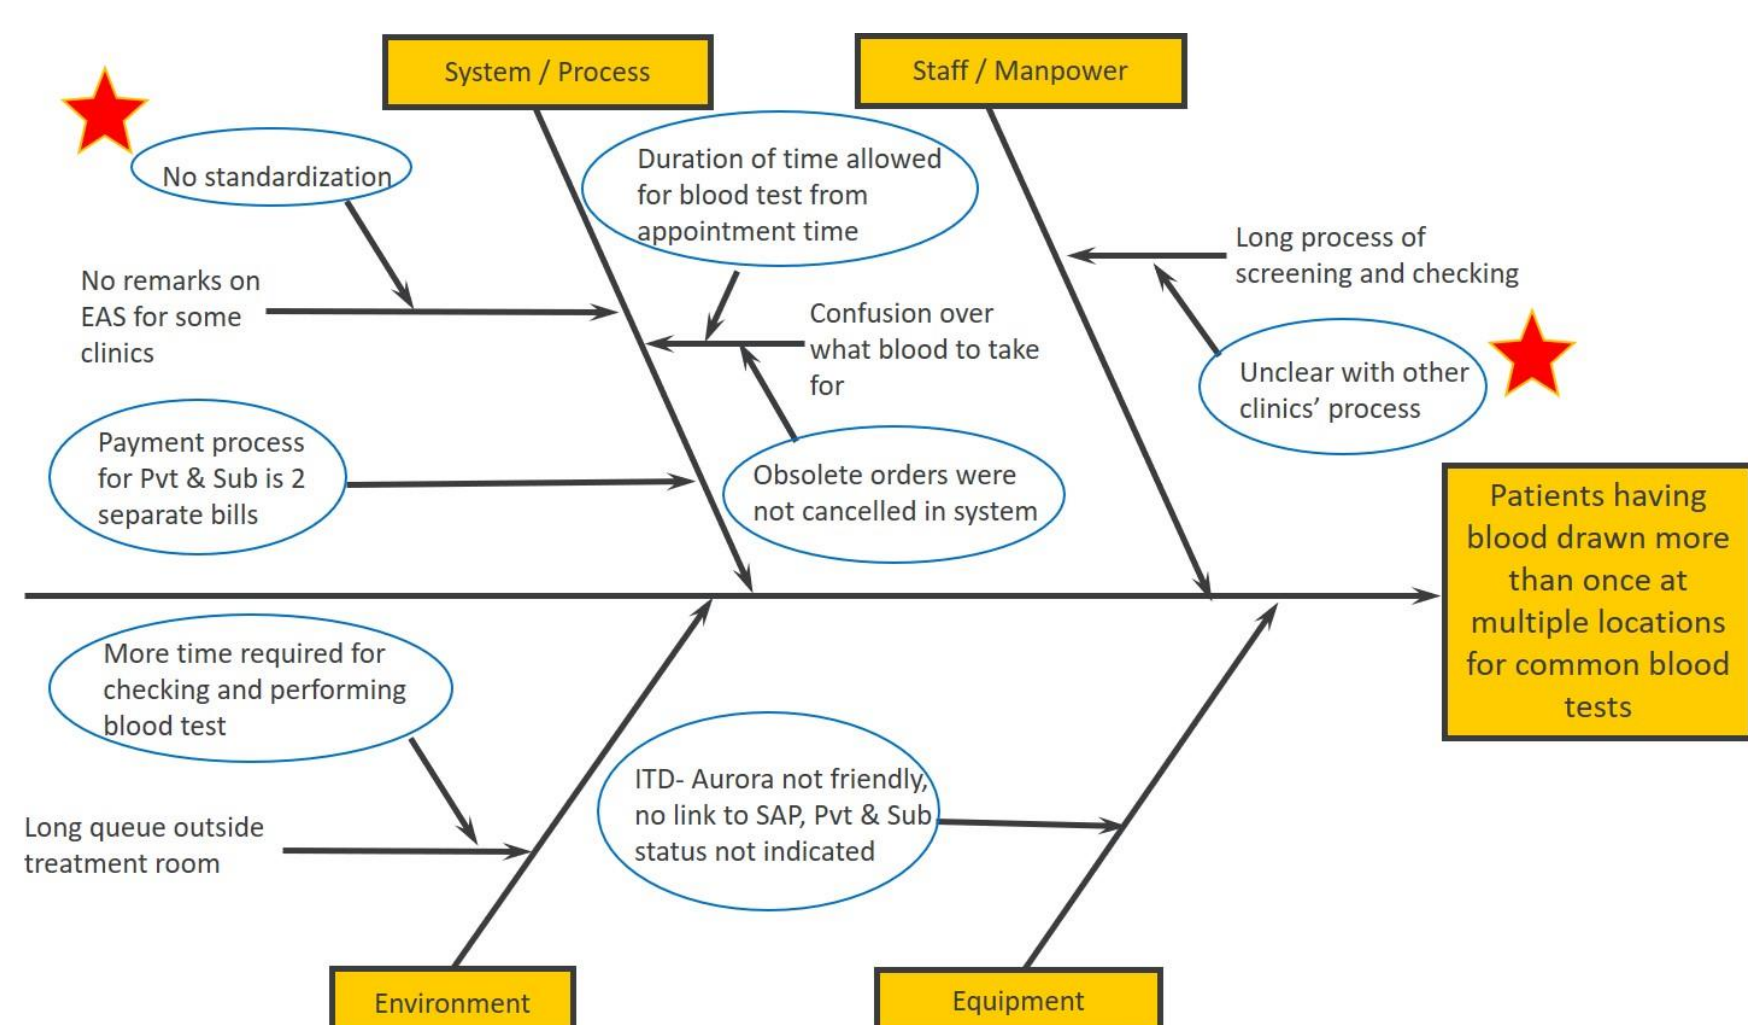 System / Process
Staff / Manpower
No standardization
Duration of time allowed
for blood test from
appointment time
Long process of
screening and checking
No remarks on
EAS for some
clinics
Confusion over
what blood to take
for
Unclear with other
clinics’ process
Payment process
for Pvt & Sub is 2
separate bills
Obsolete orders were
not cancelled in system
Patients having
blood drawn more
than once at
multiple locations
for common blood
tests
More time required for
checking and performing
blood test
ITD- Aurora not friendly,
no link to SAP, Pvt & Sub
status not indicated
Long queue outside
treatment room
Environment
Equipment